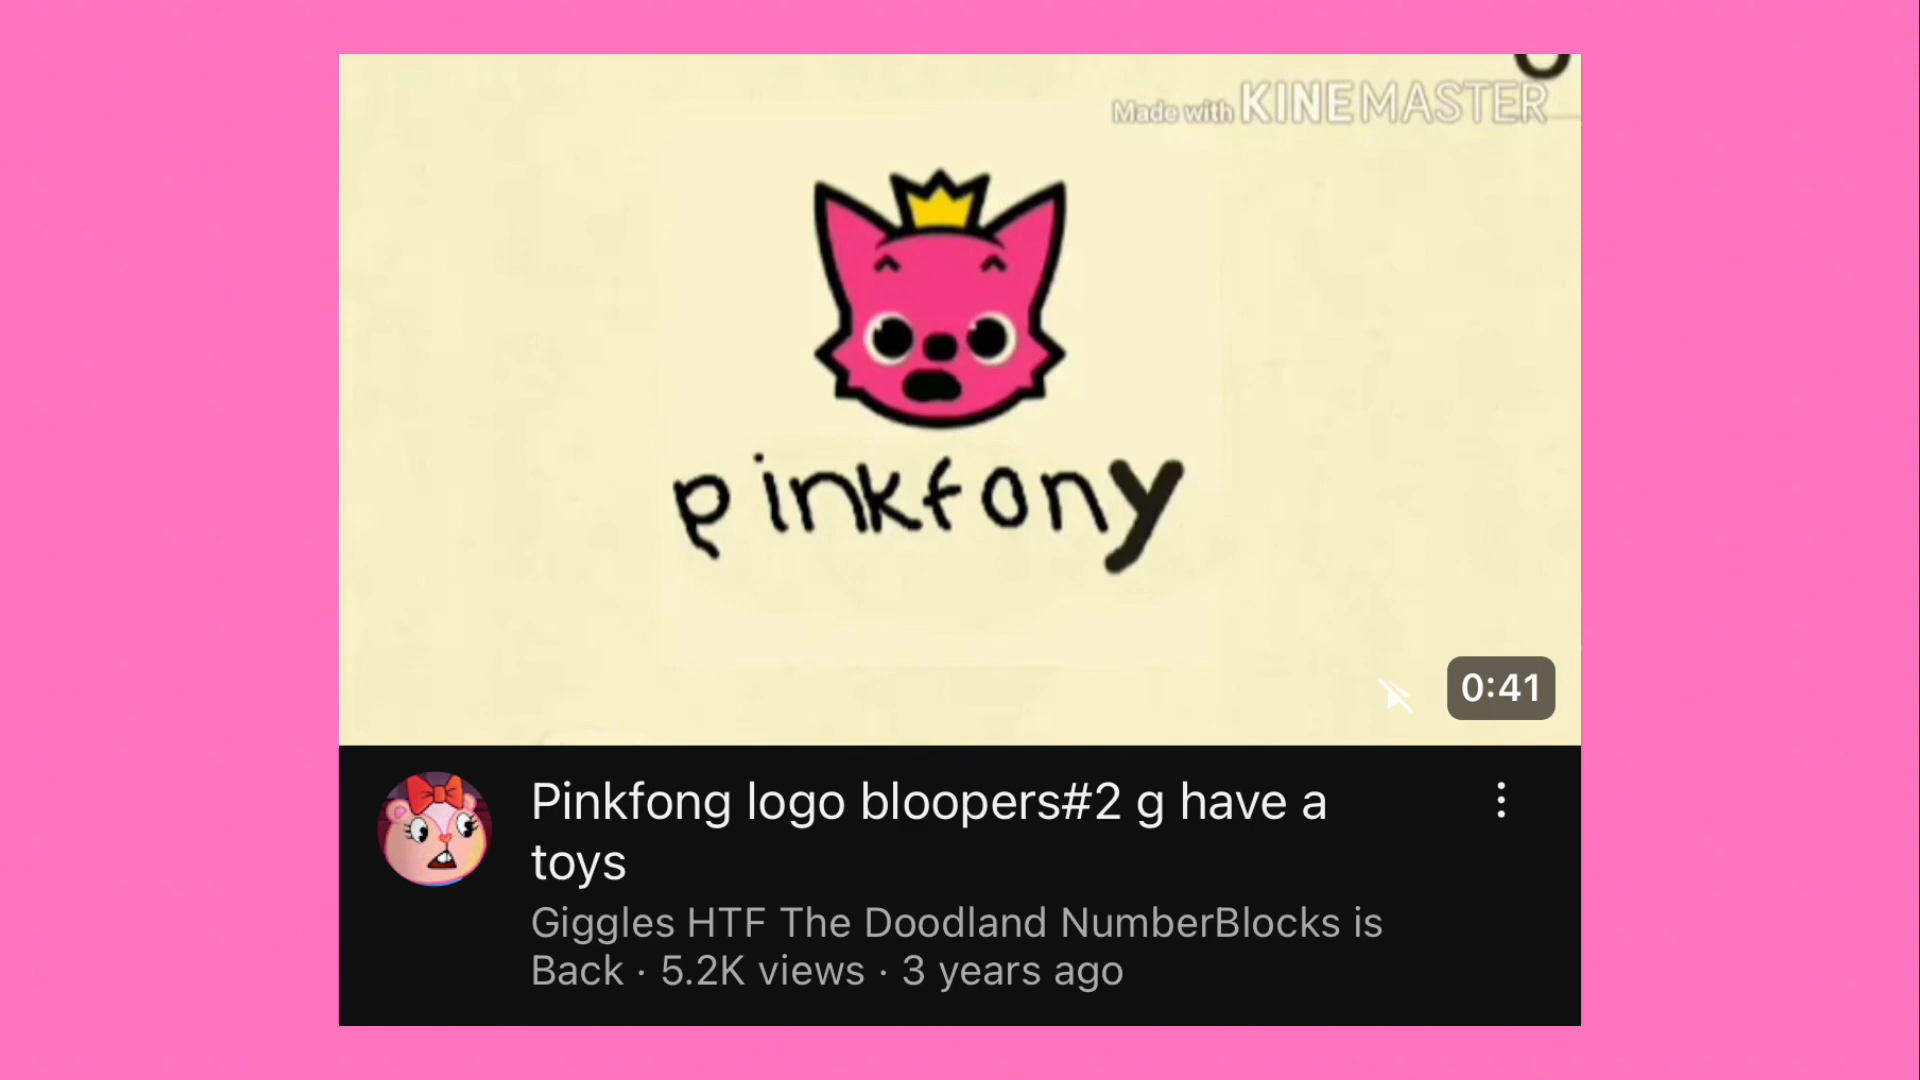 Made with KINEMASTER
pinkfony
0:41
Pinkfong logo bloopers#2 g have a
toys
Giggles HTF The Doodland NumberBlocks is
Back · 5.2K views · 3 years ago